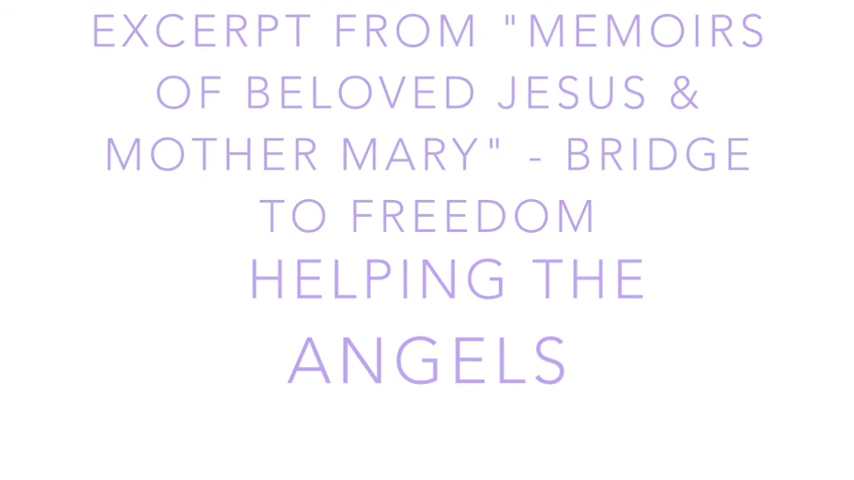 EXCERPT FROM "MEMOIRS
OF BELOVED JESUS &
MOTHER MARY" - BRIDGE
TO FREEDOM
HELPING THE
ANGELS